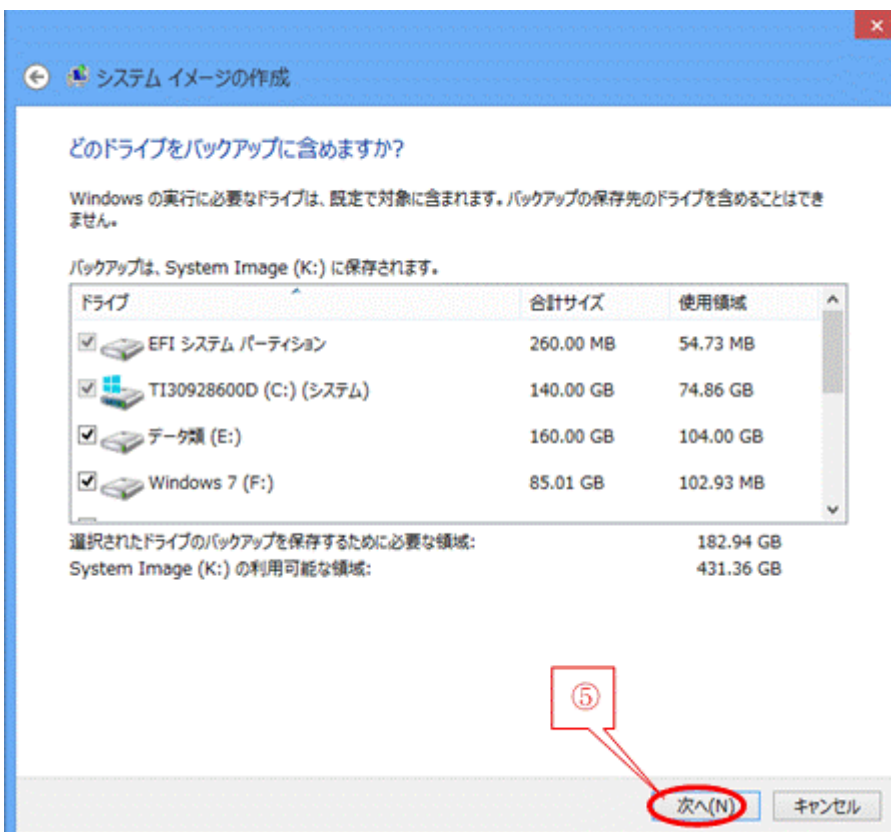 システム イメージの作成
どのドライブをバックアップに含めますか?
Windows の実行に必要なドライブは、既定で対象に含まれます。バックアップの保存先のドライブを含めることはでき
ません。
バックアップは、System Image (K:) に保存されます。
ドライブ 合計サイズ 使用領域
EFI システム パーティション 260.00 MB 54.73 MB
TI30928600D (C:) (システム) 140.00 GB 74.86 GB
データ類 (E:) 160.00 GB 104.00 GB
Windows 7 (F:) 85.01 GB 102.93 MB
選択されたドライブのバックアップを保存するために必要な領域: 182.94 GB
System Image (K:) の利用可能な領域: 431.36 GB
⑤
次へ(N) キャンセル